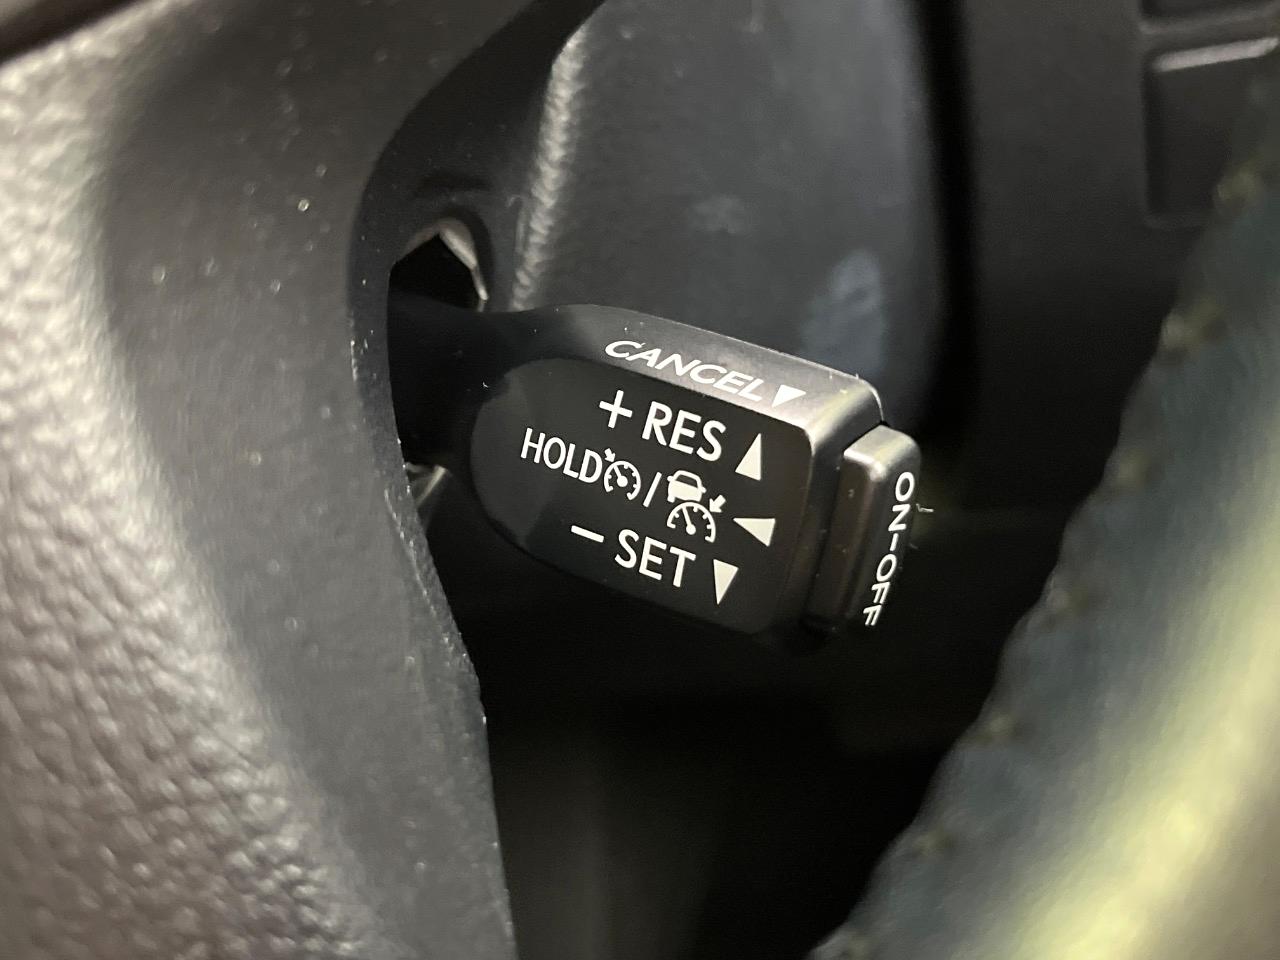 CANCEL▼
+ RES ▲
HOLD / ◀
− SET ▼
ON-OFF